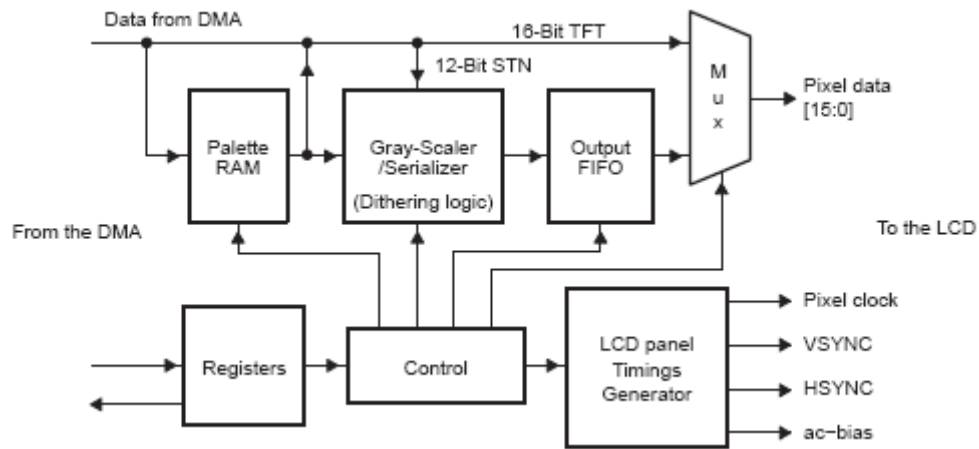 Data from DMA
16-Bit TFT
12-Bit STN
M
u
x
Pixel data
[15:0]
Palette
RAM
Gray-Scaler
/Serializer
(Dithering logic)
Output
FIFO
From the DMA
To the LCD
Registers
Control
LCD panel
Timings
Generator
Pixel clock
VSYNC
HSYNC
ac-bias